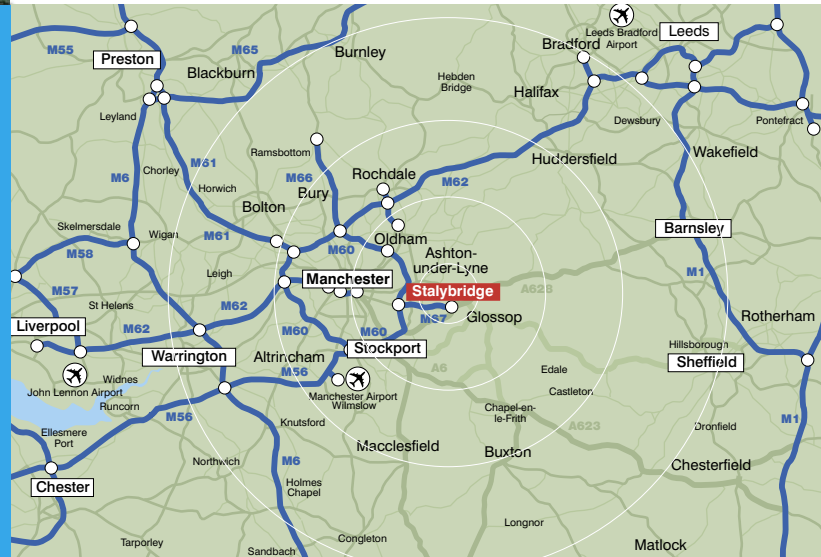 Leeds Bradford
Airport
Leeds
Bradford
M55
M65
Burnley
Preston
Blackburn
Hebden
Bridge
Halifax
Leyland
Dewsbury
Pontefract
Ramsbottom
Huddersfield
Wakefield
Chorley
M61
M6
M66
Rochdale
M62
Horwich
Bury
Bolton
Skelmersdale
Wigan
M61
Oldham
Barnsley
M58
M60
Ashton-
under-Lyne
Leigh
Manchester
M1
M57
Stalybridge
A628
St Helens
M62
Glossop
Rotherham
Liverpool
M67
M62
M60
M60
Hillsborough
Warrington
Altrincham
Stockport
Sheffield
M56
A6
Edale
Widnes
John Lennon Airport
Castleton
Runcorn
Manchester Airport
Wilmslow
M56
Chapel-en-
le-Frith
M1
Knutsford
A623
Dronfield
Ellesmere
Port
Macclesfield
Buxton
Northwich
M6
Chesterfield
Chester
Holmes
Chapel
Longnor
Tarporley
Congleton
Matlock
Sandbach